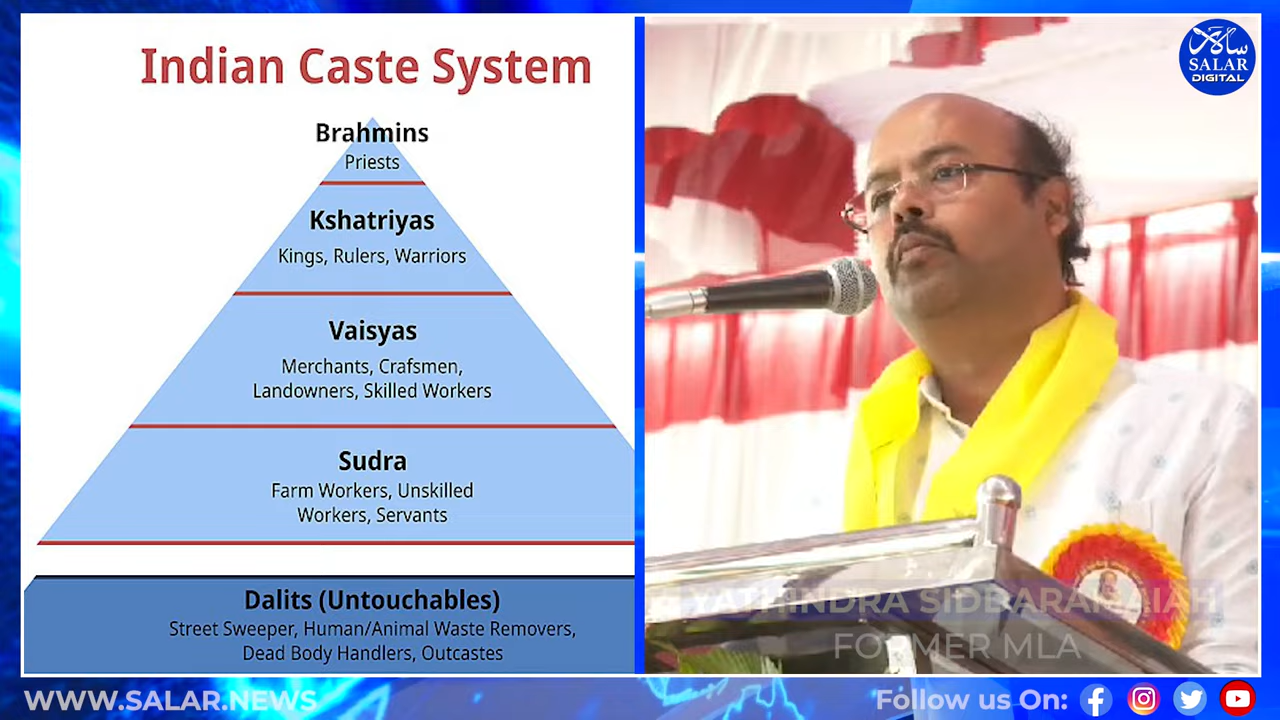 Indian Caste System
Brahmins
Priests
Kshatriyas
Kings, Rulers, Warriors
Vaisyas
Merchants, Crafsmen,
Landowners, Skilled Workers
Sudra
Farm Workers, Unskilled
Workers, Servants
Dalits (Untouchables)
Street Sweeper, Human/Animal Waste Removers,
Dead Body Handlers, Outcastes
سالار
SALAR
DIGITAL
YATHINDRA SIDDARAMAIAH
FORMER MLA
WWW.SALAR.NEWS
Follow us On: